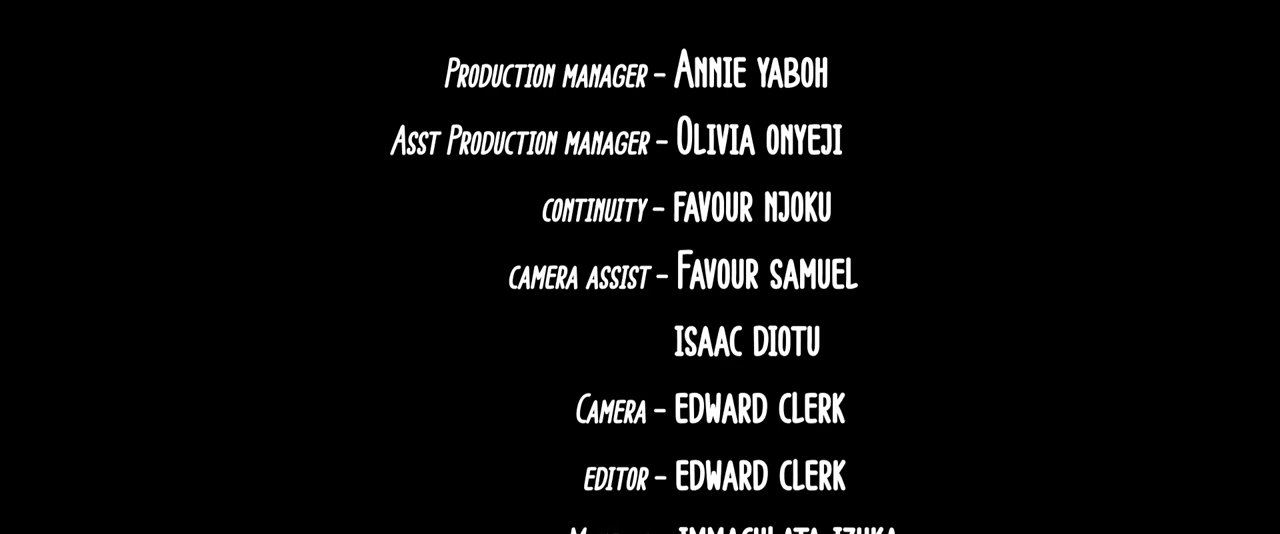 Production manager - Annie yaboh
Asst Production manager - Olivia onyeji
continuity - favour njoku
camera assist - Favour samuel
isaac diotu
Camera - edward clerk
editor - edward clerk